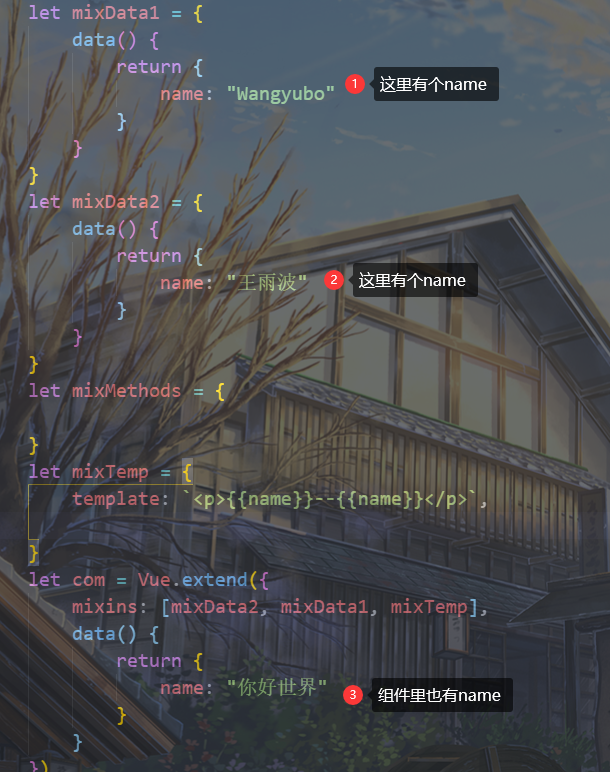 let mixData1 = {
data() {
return {
name: "Wangyubo" 1 这里有个name
}
}
}
let mixData2 = {
data() {
return {
name: "王雨波" 2 这里有个name
}
}
}
let mixMethods = {
}
let mixTemp = {
template: `<p>{{name}}--{{name}}</p>`,
}
let com = Vue.extend({
mixins: [mixData2, mixData1, mixTemp],
data() {
return {
name: "你好世界" 3 组件里也有name
}
}
})